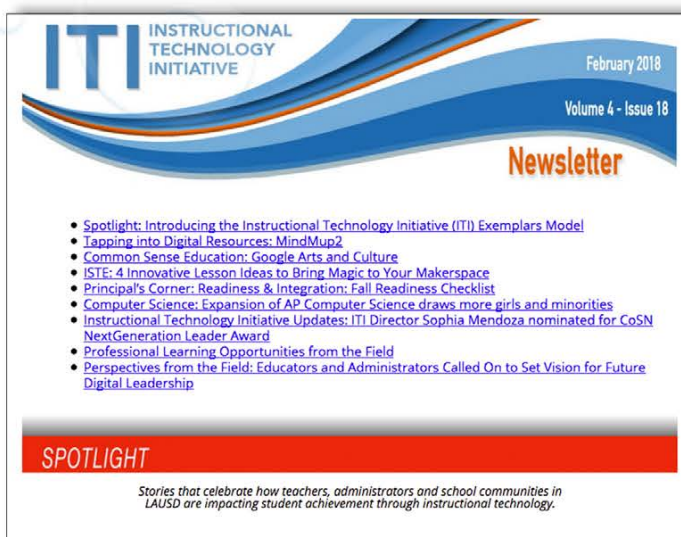 ITI INSTRUCTIONAL
TECHNOLOGY
INITIATIVE
February 2018
Volume 4 - Issue 18
Newsletter
Spotlight: Introducing the Instructional Technology Initiative (ITI) Exemplars Model
Tapping into Digital Resources: MindMup2
Common Sense Education: Google Arts and Culture
ISTE: 4 Innovative Lesson Ideas to Bring Magic to Your Makerspace
Principal's Corner: Readiness & Integration: Fall Readiness Checklist
Computer Science: Expansion of AP Computer Science draws more girls and minorities
Instructional Technology Initiative Updates: ITI Director Sophia Mendoza nominated for CoSN
NextGeneration Leader Award
Professional Learning Opportunities from the Field
Perspectives from the Field: Educators and Administrators Called On to Set Vision for Future
Digital Leadership
SPOTLIGHT
Stories that celebrate how teachers, administrators and school communities in
LAUSD are impacting student achievement through instructional technology.